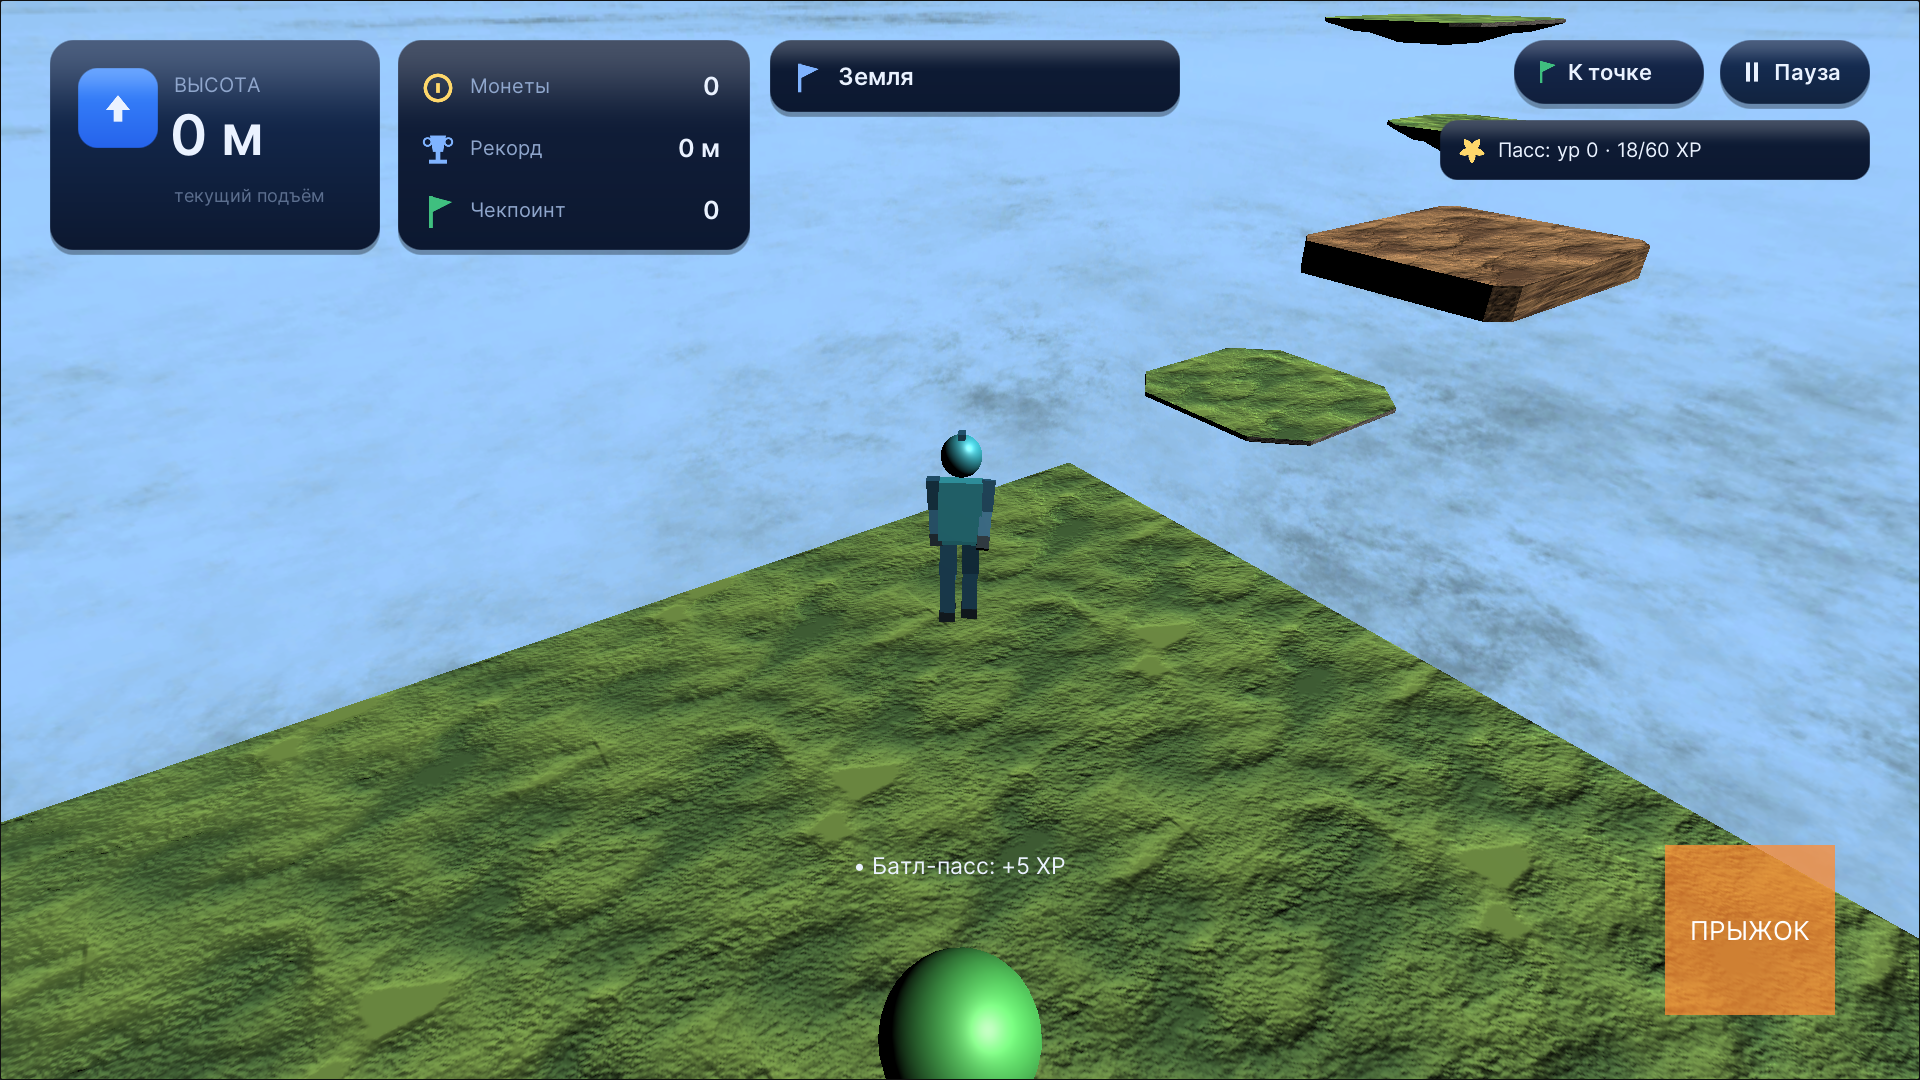 ВЫСОТА
0 м
текущий подъём
Монеты 0
Рекорд 0 м
Чекпоинт 0
Земля
К точке
Пауза
Пасс: ур 0 · 18/60 XP
• Батл-пасс: +5 XP
ПРЫЖОК